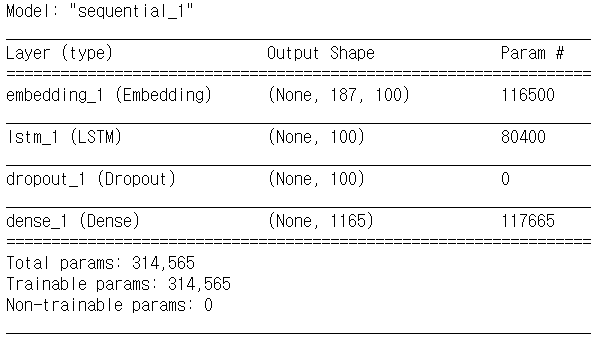 Model: "sequential_1"
Layer (type) Output Shape Param #
embedding_1 (Embedding) (None, 187, 100) 116500
lstm_1 (LSTM) (None, 100) 80400
dropout_1 (Dropout) (None, 100) 0
dense_1 (Dense) (None, 1165) 117665
Total params: 314,565
Trainable params: 314,565
Non-trainable params: 0